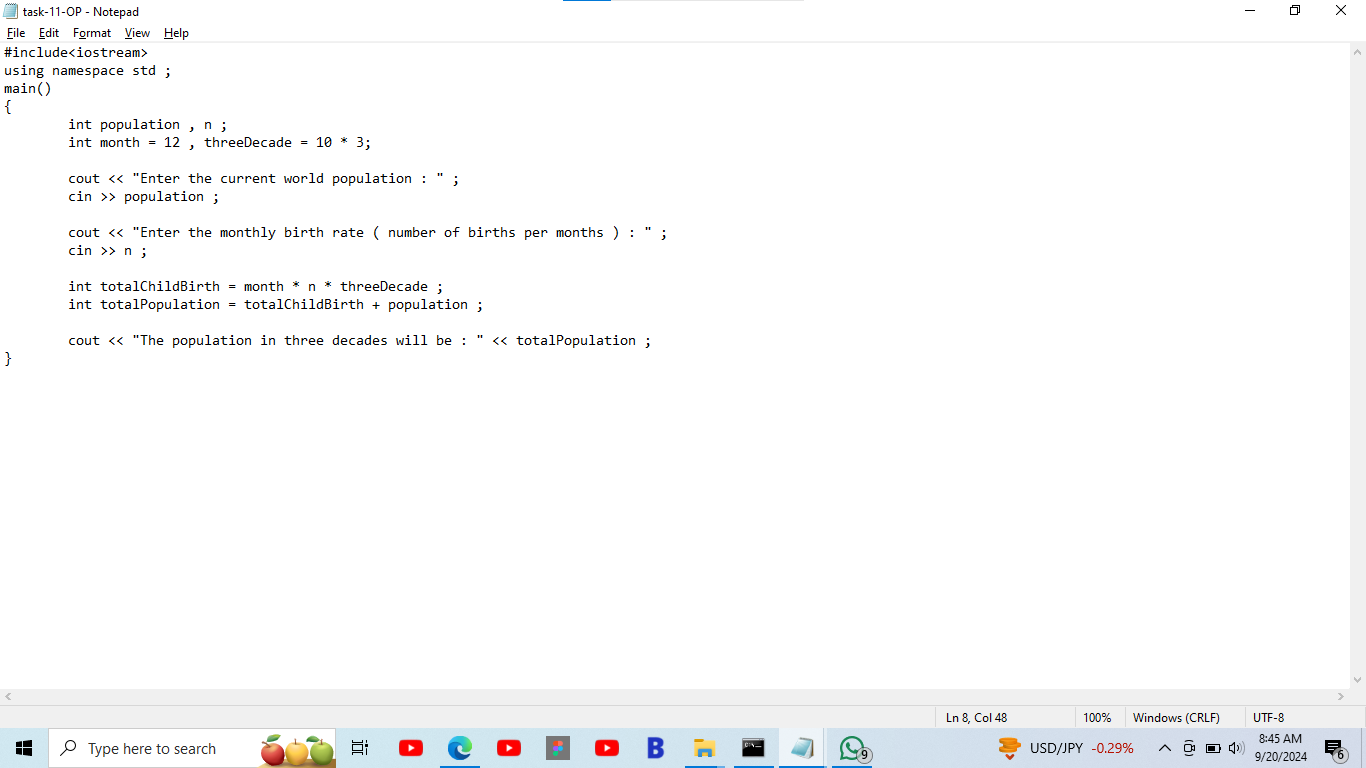 task-11-OP - Notepad
File Edit Format View Help
#include<iostream>
using namespace std ;
main()
{
        int population , n ;
        int month = 12 , threeDecade = 10 * 3;

        cout << "Enter the current world population : " ;
        cin >> population ;

        cout << "Enter the monthly birth rate ( number of births per months ) : " ;
        cin >> n ;

        int totalChildBirth = month * n * threeDecade ;
        int totalPopulation = totalChildBirth + population ;

        cout << "The population in three decades will be : " << totalPopulation ;
}
Ln 8, Col 48 100% Windows (CRLF) UTF-8
Type here to search
B
9
USD/JPY -0.29%
8:45 AM
9/20/2024
6